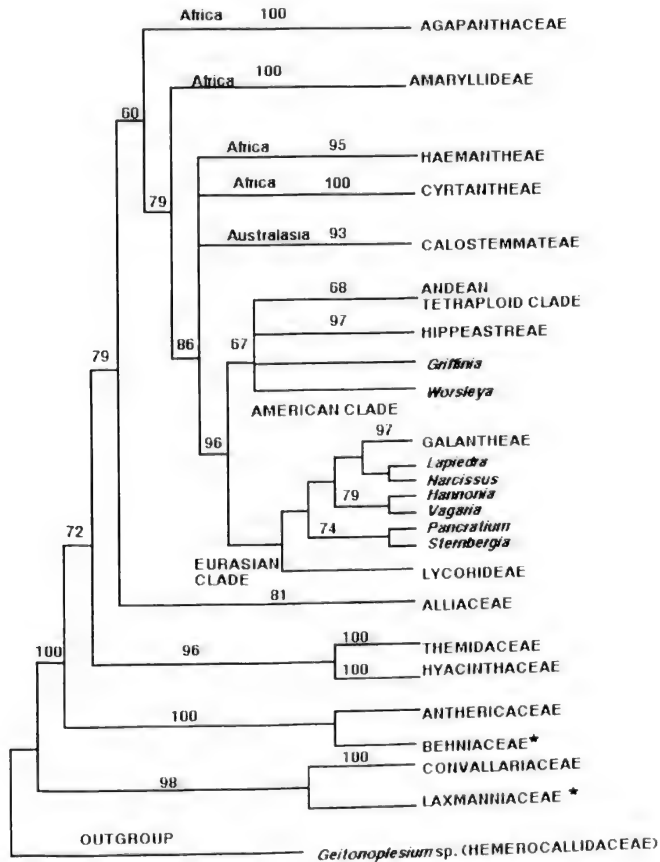 Africa 100
AGAPANTHACEAE
Africa 100
AMARYLLIDEAE
60
Africa 95
HAEMANTHEAE
Africa 100
CYRTANTHEAE
79
Australasia 93
CALOSTEMMATEAE
68
ANDEAN
TETRAPLOID CLADE
97
HIPPEASTREAE
79
86
67
Griffinia
Worsleya
AMERICAN CLADE
96
97
GALANTHEAE
Lapiedra
Narcissus
79
Hannonia
Vagaria
74
Pancratium
Sternbergia
EURASIAN
CLADE
LYCORIDEAE
72
81
ALLIACEAE
100
100
THEMIDACEAE
96
100
HYACINTHACEAE
ANTHERICACEAE
100
BEHNIACEAE*
100
CONVALLARIACEAE
98
LAXMANNIACEAE *
OUTGROUP
Geitonoplesium sp. (HEMEROCALLIDACEAE)